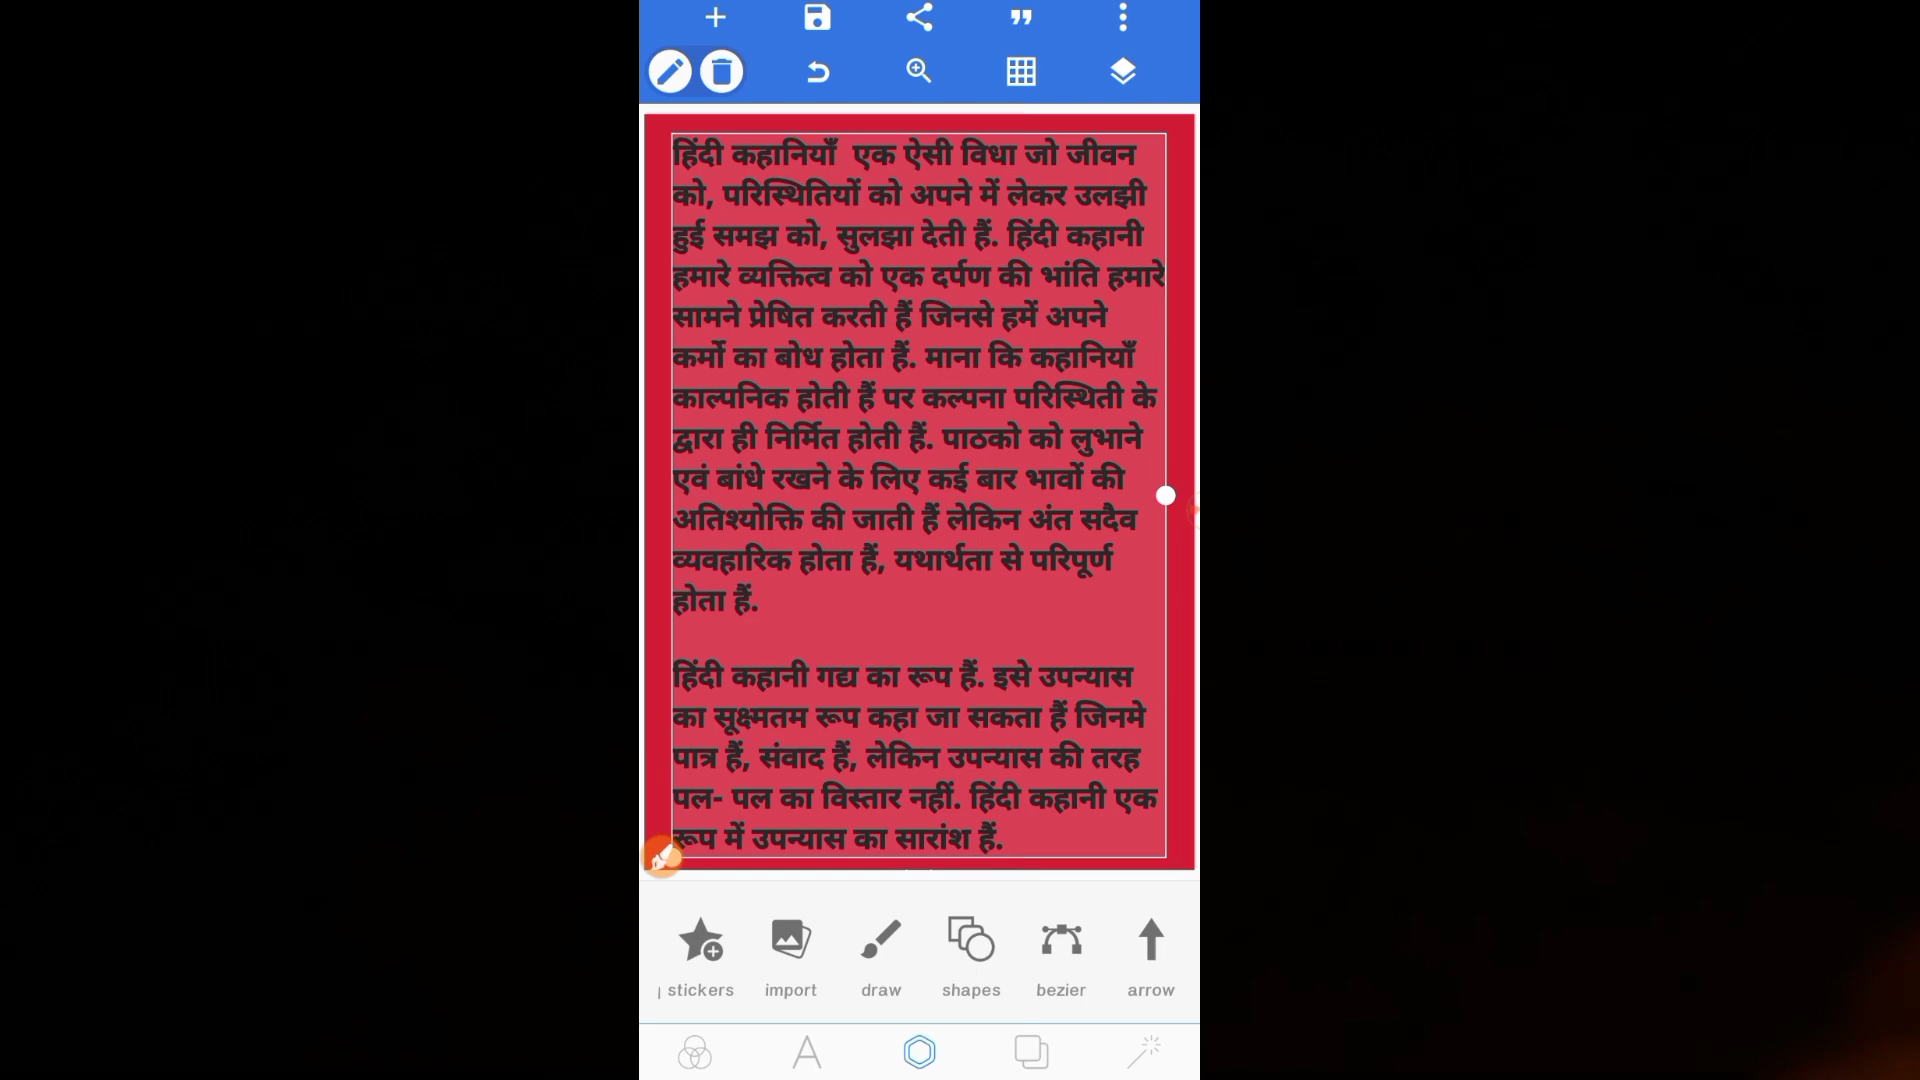 हिंदी कहानियाँ एक ऐसी विधा जो जीवन
को, परिस्थितियों को अपने में लेकर उलझी
हुई समझ को, सुलझा देती हैं. हिंदी कहानी
हमारे व्यक्तित्व को एक दर्पण की भांति हमारे
सामने प्रेषित करती हैं जिनसे हमें अपने
कर्मो का बोध होता हैं. माना कि कहानियाँ
काल्पनिक होती हैं पर कल्पना परिस्थिती के
द्वारा ही निर्मित होती हैं. पाठको को लुभाने
एवं बांधे रखने के लिए कई बार भावों की
अतिश्योक्ति की जाती हैं लेकिन अंत सदैव
व्यवहारिक होता हैं, यथार्थता से परिपूर्ण
होता हैं.
हिंदी कहानी गद्य का रूप हैं. इसे उपन्यास
का सूक्ष्मतम रूप कहा जा सकता हैं जिनमे
पात्र हैं, संवाद हैं, लेकिन उपन्यास की तरह
पल- पल का विस्तार नहीं. हिंदी कहानी एक
रूप में उपन्यास का सारांश हैं.
stickers import draw shapes bezier arrow